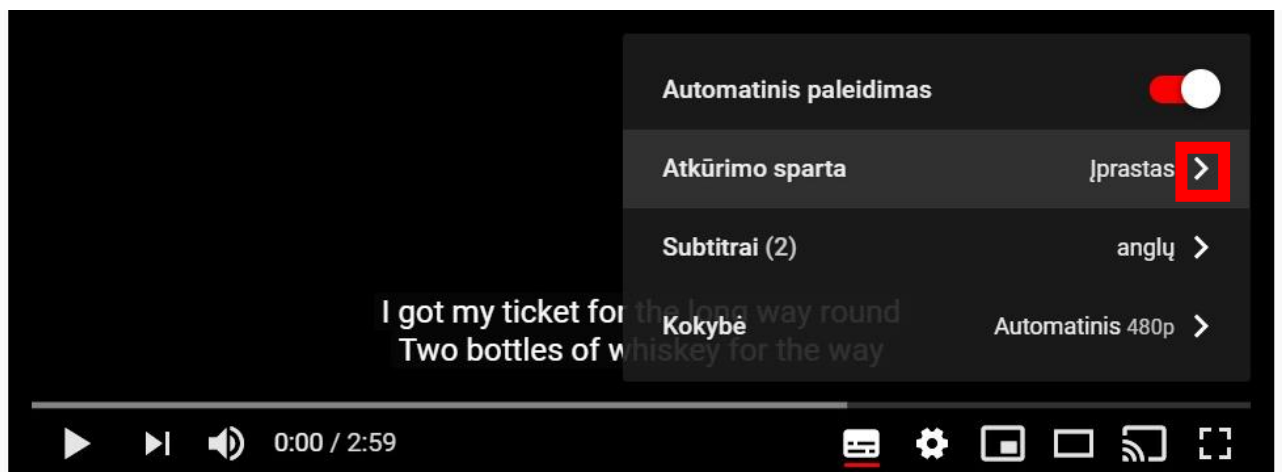 Automatinis paleidimas
Atkūrimo sparta Įprastas
Subtitrai (2) anglų
I got my ticket for the long way round
Kokybė Automatinis 480p
Two bottles of whiskey for the way
0:00 / 2:59